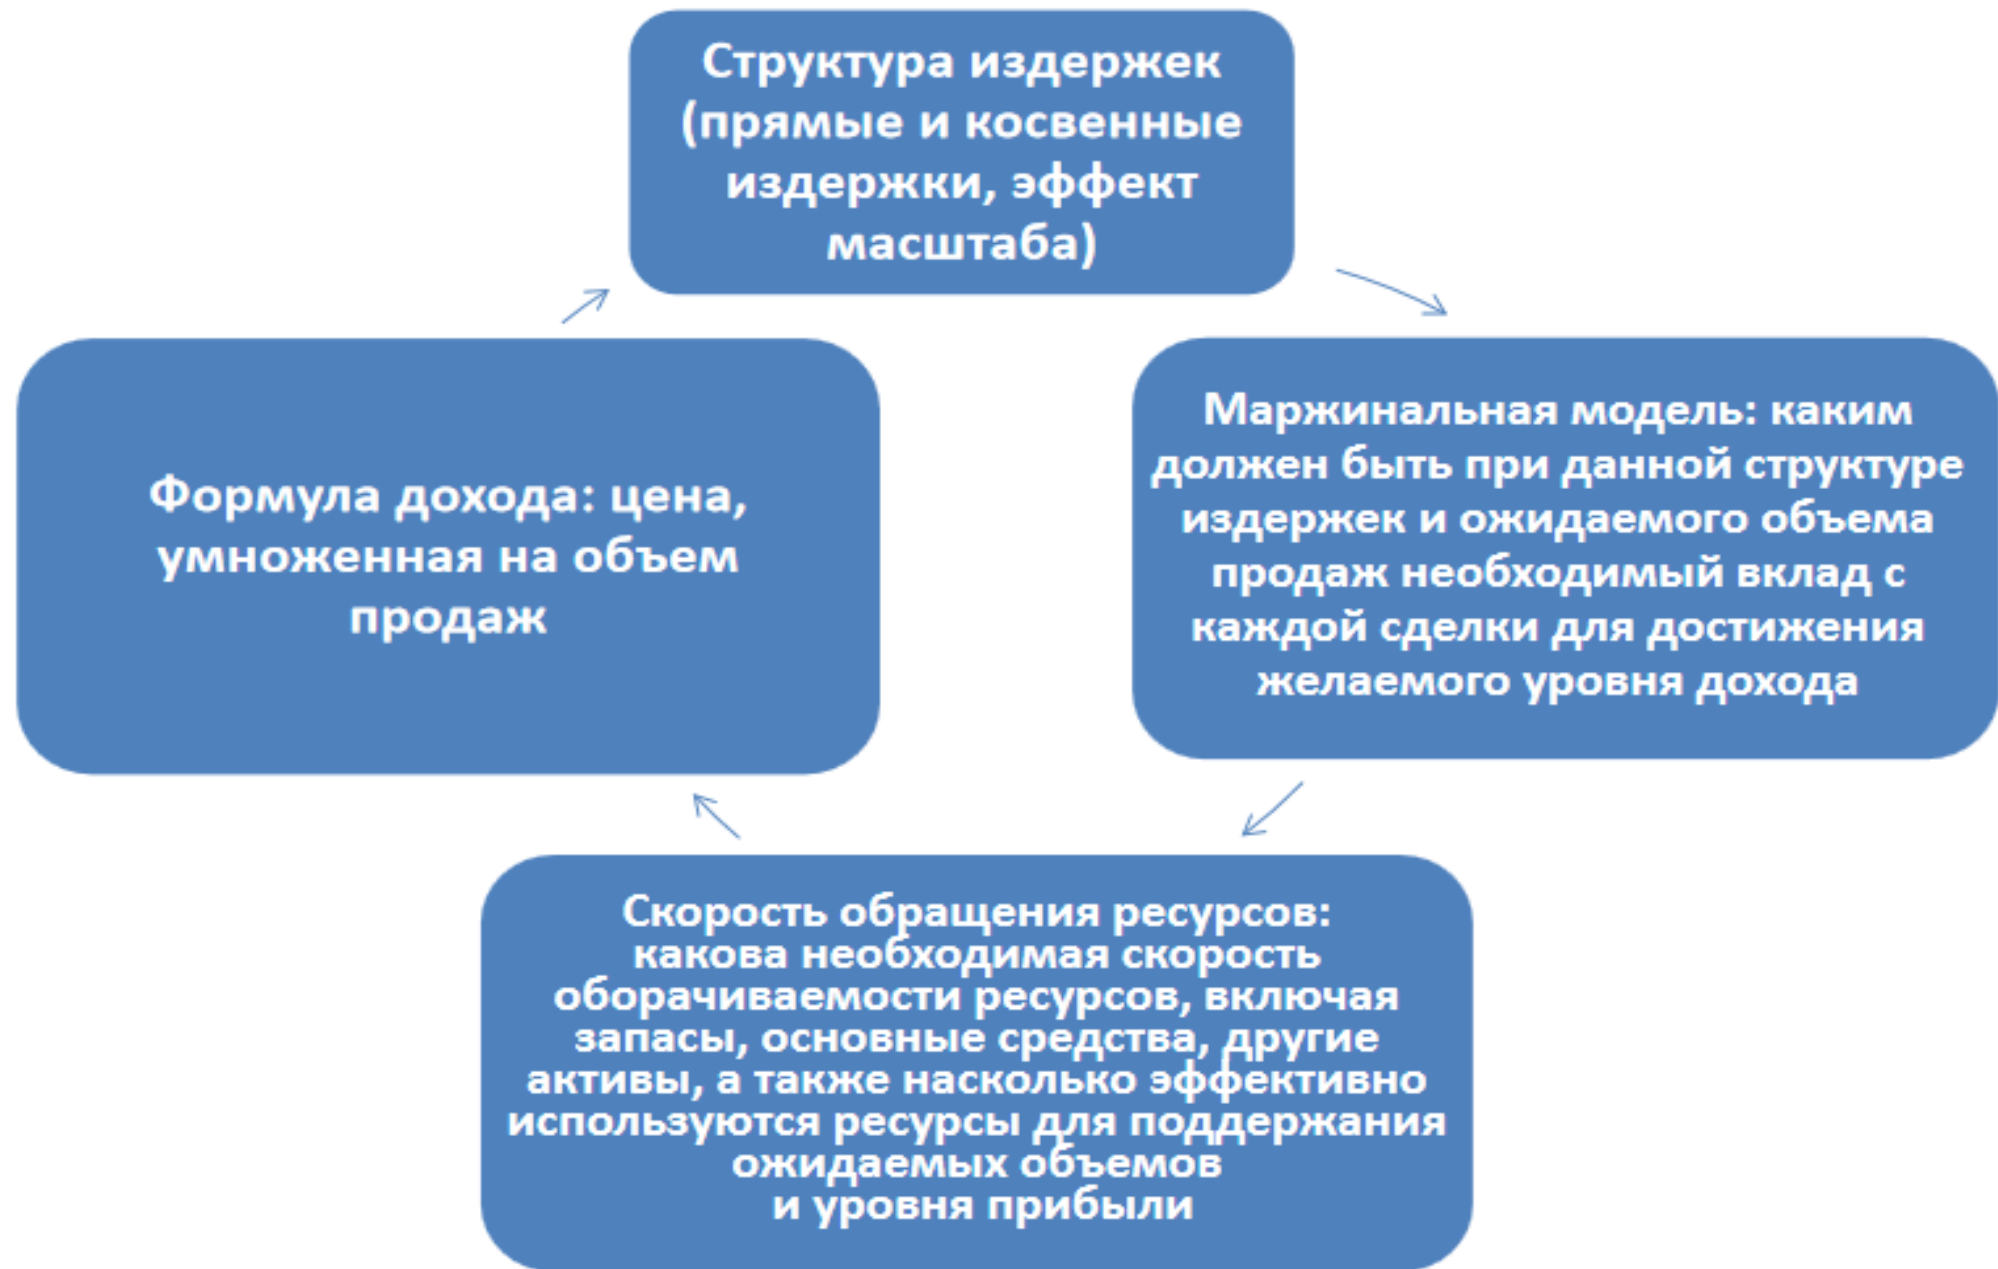 Структура издержек
(прямые и косвенные
издержки, эффект
масштаба)
Маржинальная модель: каким
должен быть при данной структуре
издержек и ожидаемого объема
продаж необходимый вклад с
каждой сделки для достижения
желаемого уровня дохода
Скорость обращения ресурсов:
какова необходимая скорость
оборачиваемости ресурсов, включая
запасы, основные средства, другие
активы, а также насколько эффективно
используются ресурсы для поддержания
ожидаемых объемов
и уровня прибыли
Формула дохода: цена,
умноженная на объем
продаж